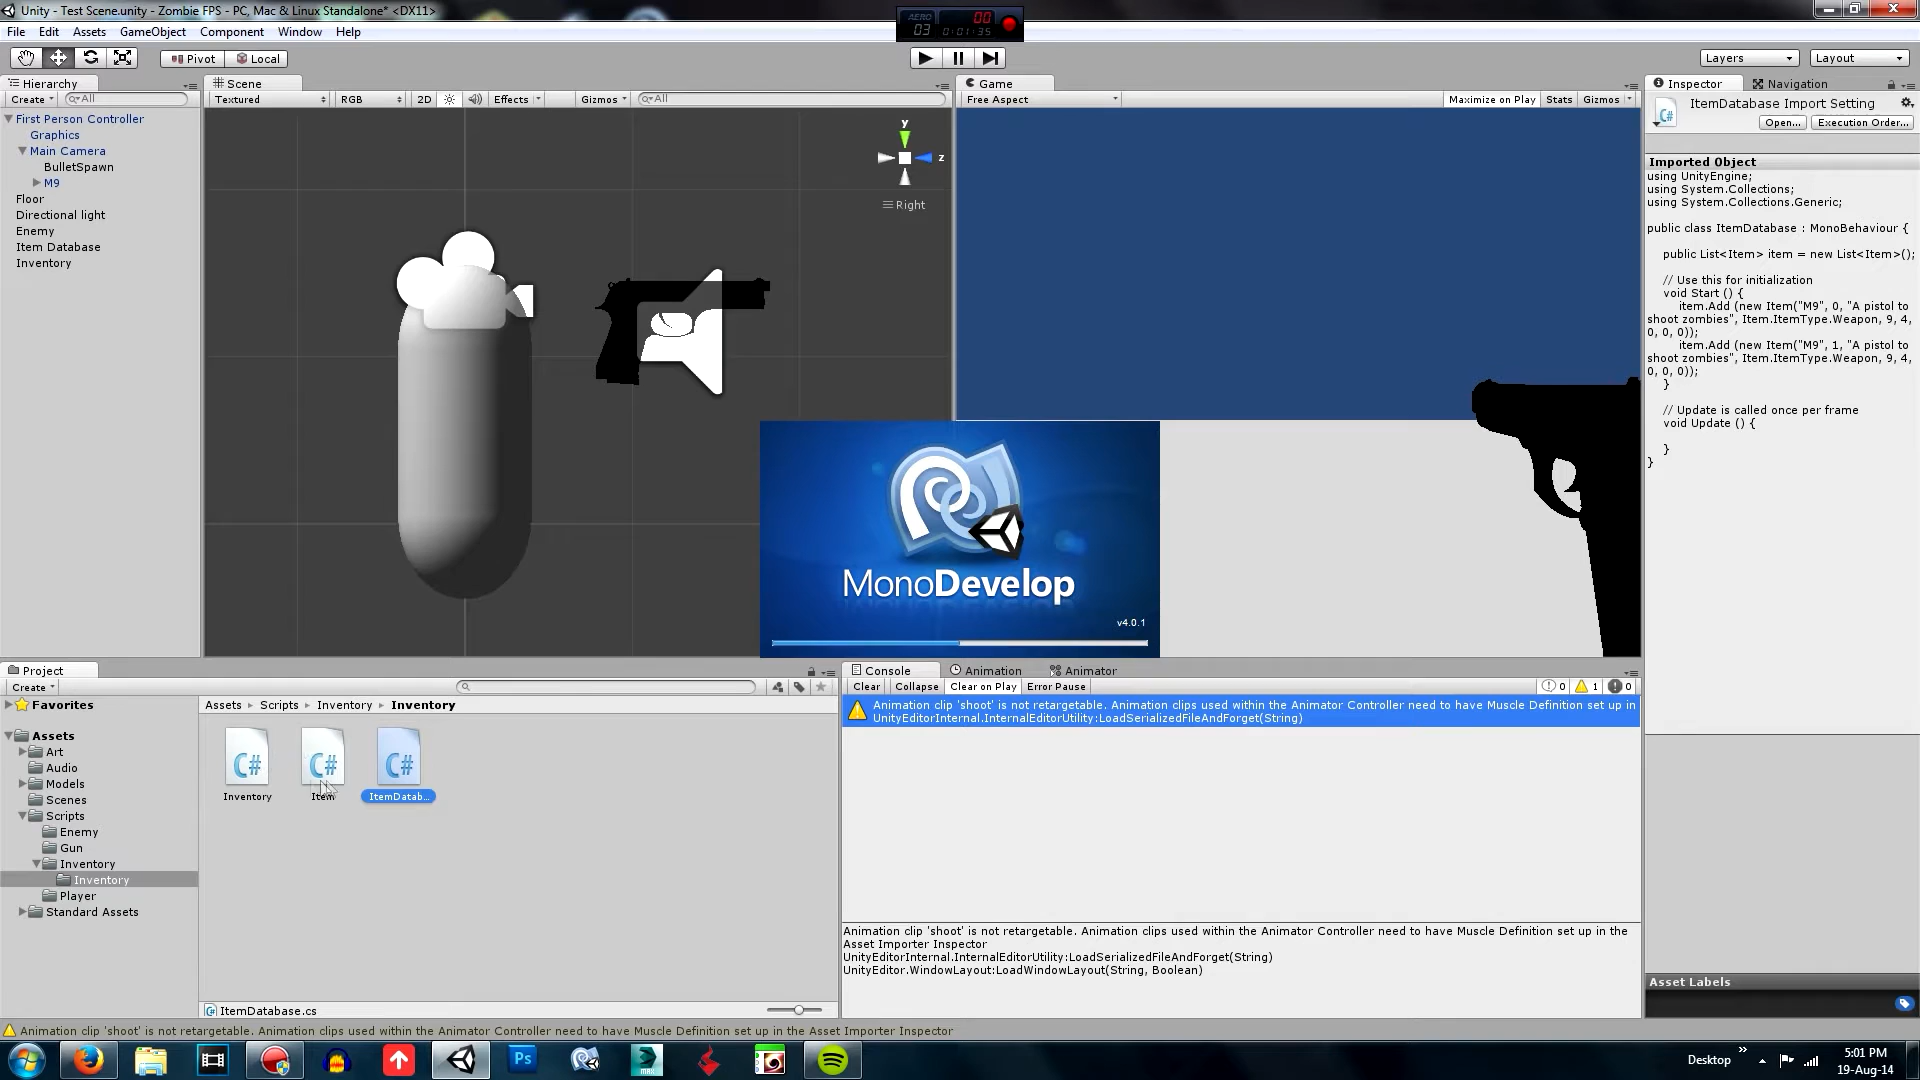 Unity - Test Scene.unity - Zombie FPS - PC, Mac & Linux Standalone* <DX11>
AERO 03 00 0:01:35
File Edit Assets GameObject Component Window Help
Pivot Local
Layers Layout
Hierarchy
Create All
First Person Controller
Graphics
Main Camera
BulletSpawn
M9
Floor
Directional light
Enemy
Item Database
Inventory
Scene
Textured RGB 2D Effects Gizmos All
y
z
Right
Game
Free Aspect Maximize on Play Stats Gizmos
MonoDevelop
v4.0.1
Inspector Navigation
ItemDatabase Import Setting
C#
Open... Execution Order...
Imported Object
using UnityEngine;
using System.Collections;
using System.Collections.Generic;
public class ItemDatabase : MonoBehaviour {
public List<Item> item = new List<Item>();
// Use this for initialization
void Start () {
item.Add (new Item("M9", 0, "A pistol to
shoot zombies", Item.ItemType.Weapon, 9, 4,
0, 0, 0));
item.Add (new Item("M9", 1, "A pistol to
shoot zombies", Item.ItemType.Weapon, 9, 4,
0, 0, 0));
}
// Update is called once per frame
void Update () {
}
}
Asset Labels
Project
Create
Favorites
Assets
Art
Audio
Models
Scenes
Scripts
Enemy
Gun
Inventory
Inventory
Player
Standard Assets
Assets Scripts Inventory Inventory
C# C# C#
Inventory Item ItemDatab...
ItemDatabase.cs
Console Animation Animator
Clear Collapse Clear on Play Error Pause 0 1 0
Animation clip 'shoot' is not retargetable. Animation clips used within the Animator Controller need to have Muscle Definition set up in
UnityEditorInternal.InternalEditorUtility:LoadSerializedFileAndForget(String)
Animation clip 'shoot' is not retargetable. Animation clips used within the Animator Controller need to have Muscle Definition set up in the
Asset Importer Inspector
UnityEditorInternal.InternalEditorUtility:LoadSerializedFileAndForget(String)
UnityEditor.WindowLayout:LoadWindowLayout(String, Boolean)
Animation clip 'shoot' is not retargetable. Animation clips used within the Animator Controller need to have Muscle Definition set up in the Asset Importer Inspector
Ps
MAX
Desktop
5:01 PM
19-Aug-14